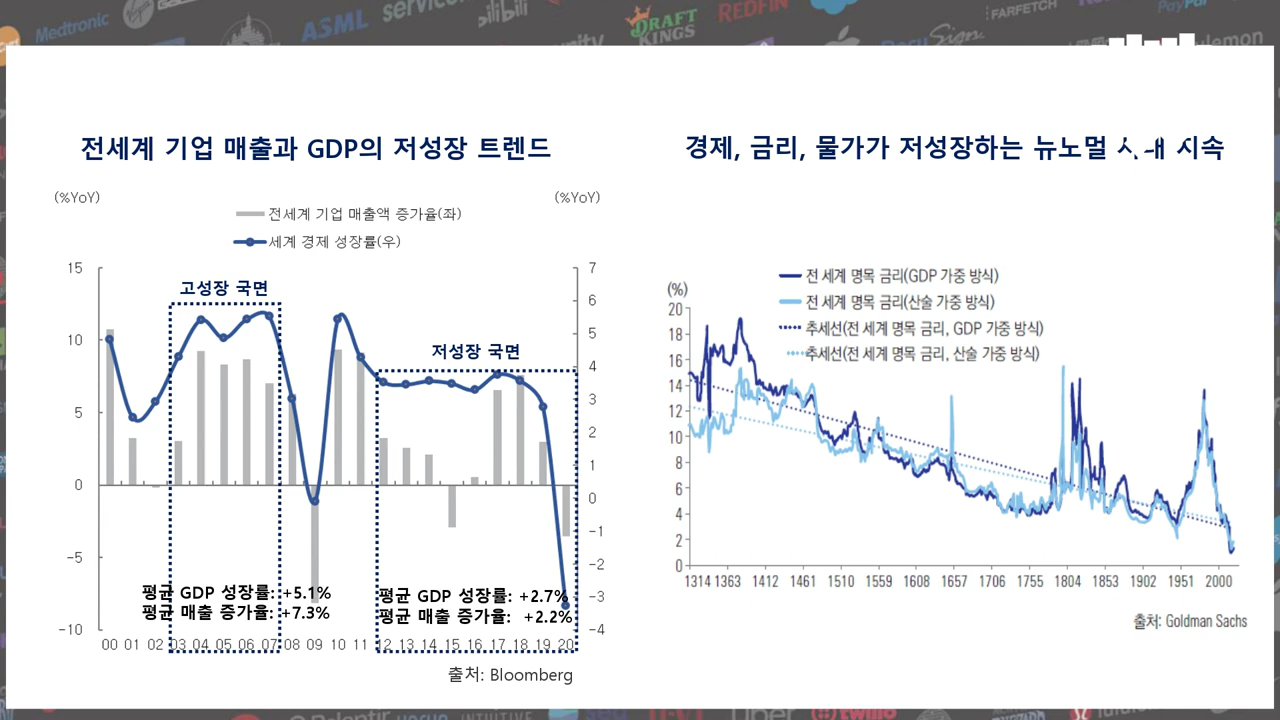 Medtronic
ASML
bilibili
DRAFT
KINGS
REDFIN
FARFETCH
PayPal
전세계 기업 매출과 GDP의 저성장 트렌드
(%YoY)
(%YoY)
전세계 기업 매출액 증가율(좌)
세계 경제 성장률(우)
15
10
5
0
-5
-10
7
6
5
4
3
2
1
0
-1
-2
-3
-4
고성장 국면
저성장 국면
평균 GDP 성장률: +5.1%
평균 매출 증가율: +7.3%
평균 GDP 성장률: +2.7%
평균 매출 증가율: +2.2%
00 01 02 03 04 05 06 07 08 09 10 11 12 13 14 15 16 17 18 19 20
출처: Bloomberg
경제, 금리, 물가가 저성장하는 뉴노멀 지속
(%)
전 세계 명목 금리(GDP 가중 방식)
전 세계 명목 금리(산술 가중 방식)
추세선(전 세계 명목 금리, GDP 가중 방식)
추세선(전 세계 명목 금리, 산술 가중 방식)
20
18
16
14
12
10
8
6
4
2
0
1314 1363 1412 1461 1510 1559 1608 1657 1706 1755 1804 1853 1902 1951 2000
출처: Goldman Sachs